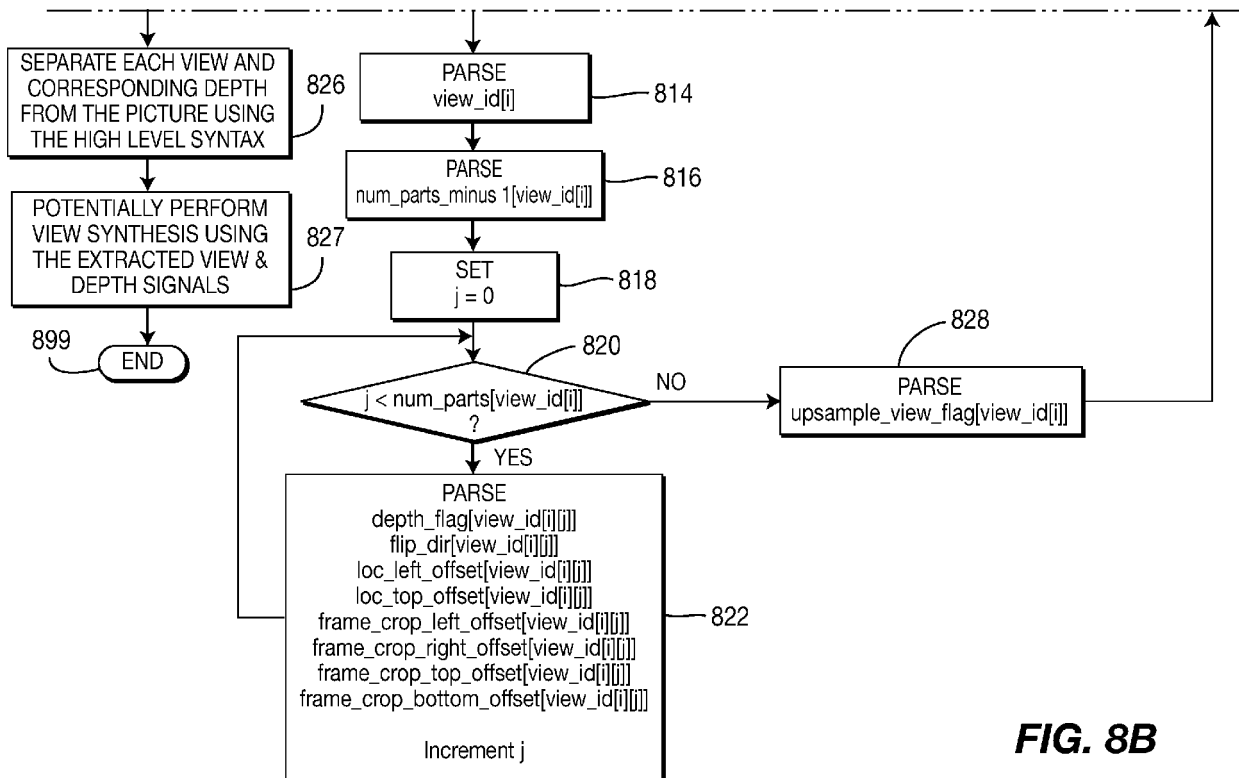 SEPARATE EACH VIEW AND
CORRESPONDING DEPTH
FROM THE PICTURE USING
THE HIGH LEVEL SYNTAX
826
POTENTIALLY PERFORM
VIEW SYNTHESIS USING
THE EXTRACTED VIEW &
DEPTH SIGNALS
827
899
END
PARSE
view_id[i]
814
PARSE
num_parts_minus 1[view_id[i]]
816
SET
j = 0
818
820
j < num_parts[view_id[i]]
?
NO
YES
828
PARSE
upsample_view_flag[view_id[i]]
PARSE
depth_flag[view_id[i][j]]
flip_dir[view_id[i][j]]
loc_left_offset[view_id[i][j]]
loc_top_offset[view_id[i][j]]
frame_crop_left_offset[view_id[i][j]]
frame_crop_right_offset[view_id[i][j]]
frame_crop_top_offset[view_id[i][j]]
frame_crop_bottom_offset[view_id[i][j]]
Increment j
822
FIG. 8B